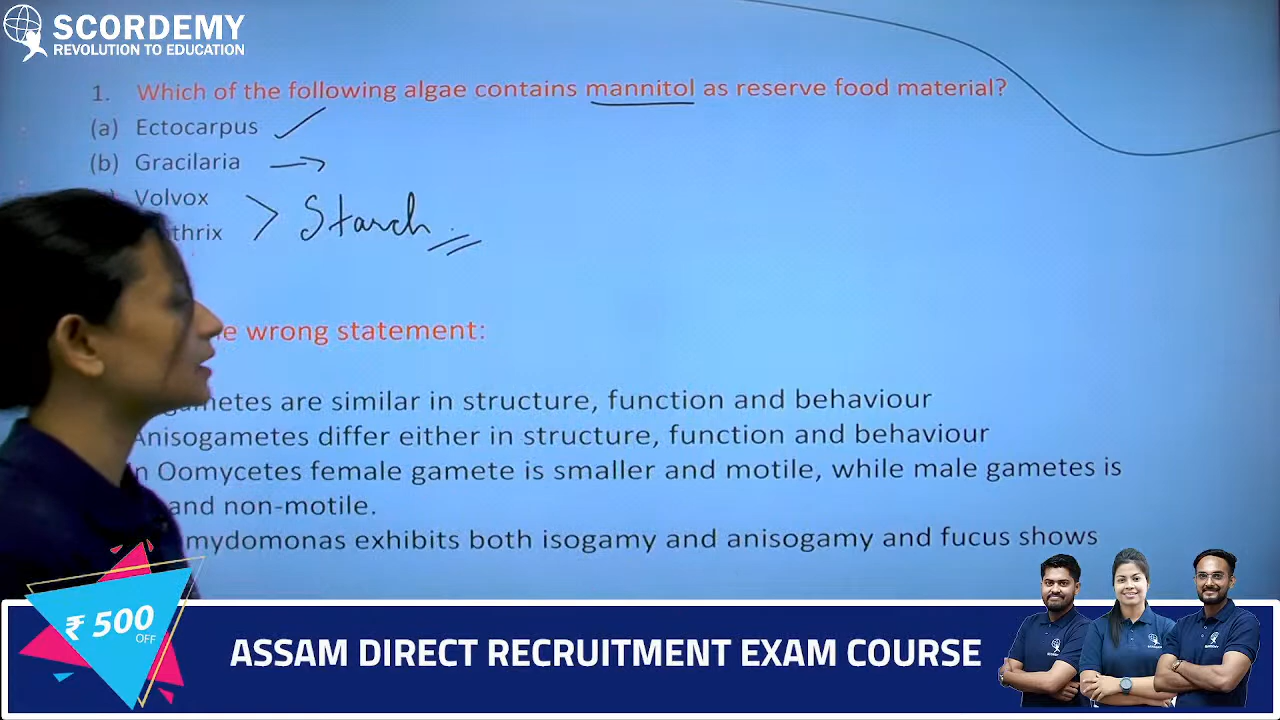 SCORDEMY
REVOLUTION TO EDUCATION
1. Which of the following algae contains mannitol as reserve food material?
(a) Ectocarpus
(b) Gracilaria
Volvox
thrix
Starch
wrong statement:
are similar in structure, function and behaviour
Anisogametes differ either in structure, function and behaviour
n Oomycetes female gamete is smaller and motile, while male gametes is
and non-motile.
mydomonas exhibits both isogamy and anisogamy and fucus shows
₹ 500
OFF
ASSAM DIRECT RECRUITMENT EXAM COURSE